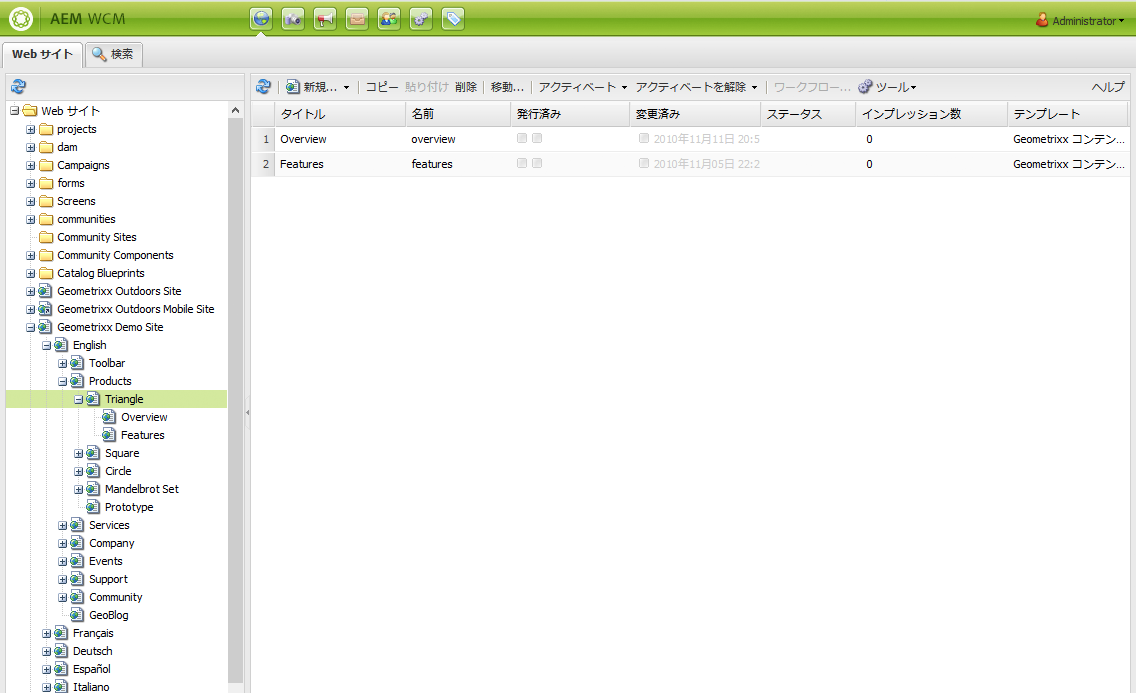 AEM WCM
Administrator
Web サイト 検索
新規... コピー 貼り付け 削除 移動... アクティベート アクティベートを解除 ワークフロー... ツール ヘルプ
Web サイト
projects
dam
Campaigns
forms
Screens
communities
Community Sites
Community Components
Catalog Blueprints
Geometrixx Outdoors Site
Geometrixx Outdoors Mobile Site
Geometrixx Demo Site
English
Toolbar
Products
Triangle
Overview
Features
Square
Circle
Mandelbrot Set
Prototype
Services
Company
Events
Support
Community
GeoBlog
Français
Deutsch
Español
Italiano
タイトル 名前 発行済み 変更済み ステータス インプレッション数 テンプレート
1 Overview overview 2010年11月11日 20:5 0 Geometrixx コンテン...
2 Features features 2010年11月05日 22:2 0 Geometrixx コンテン...